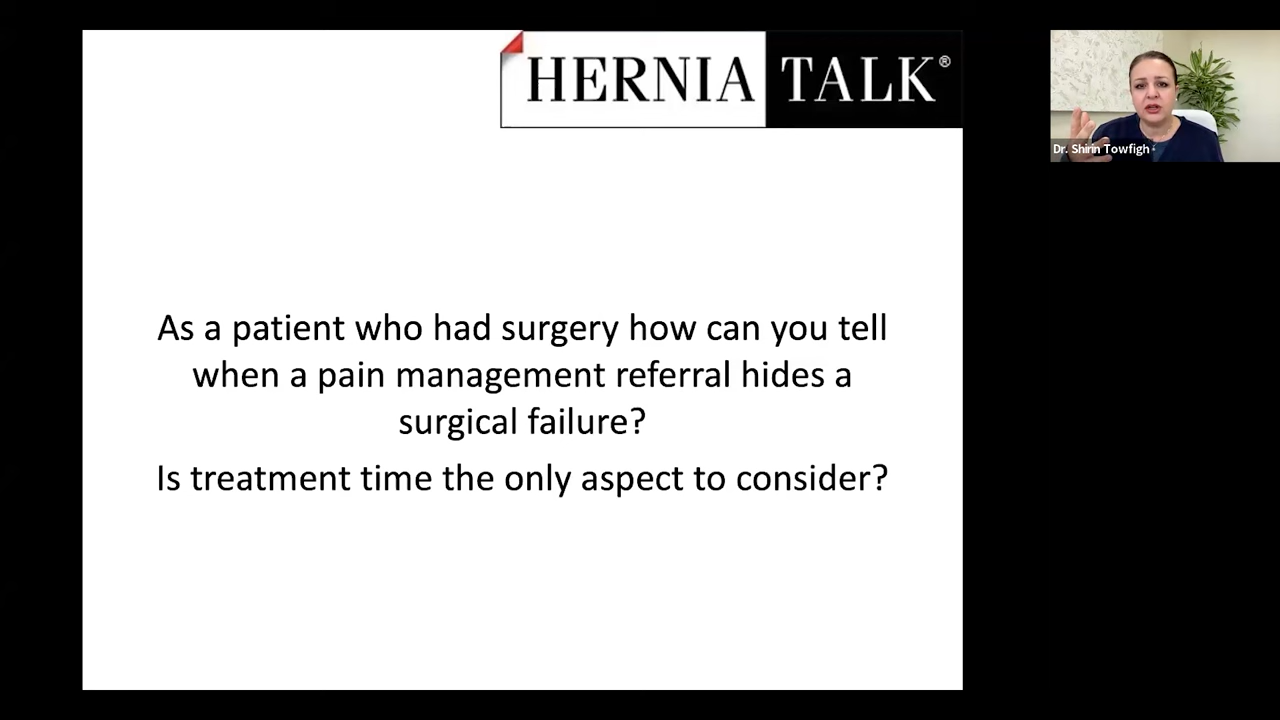 HERNIA TALK®
Dr. Shirin Towfigh
As a patient who had surgery how can you tell
when a pain management referral hides a
surgical failure?
Is treatment time the only aspect to consider?